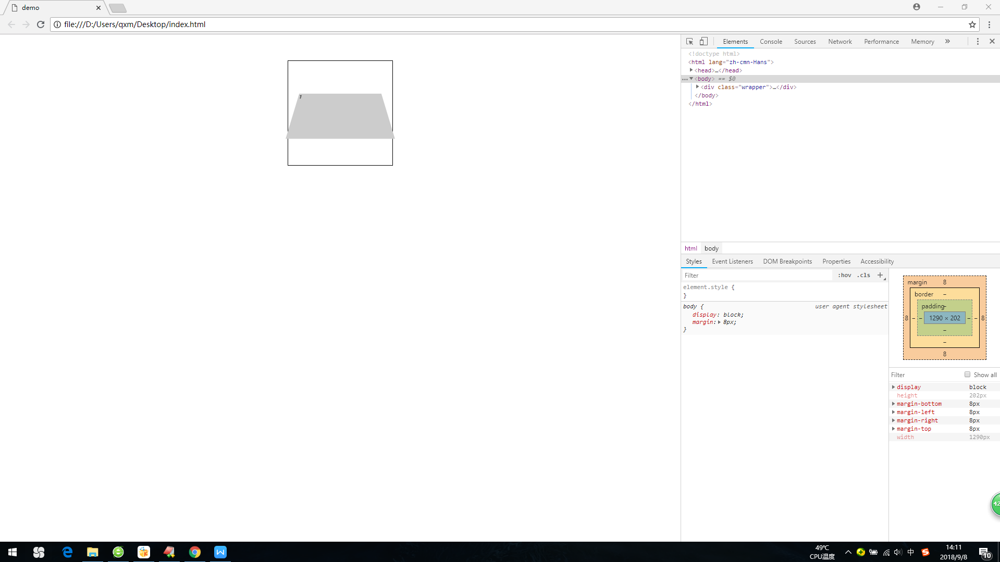 demo
file:///D:/Users/qxm/Desktop/index.html
1
Elements Console Sources Network Performance Memory »
<!doctype html>
<html lang="zh-cmn-Hans">
<head>…</head>
<body> == $0
<div class="wrapper">…</div>
</body>
</html>
html body
Styles Event Listeners DOM Breakpoints Properties Accessibility
Filter :hov .cls +
element.style {
}
body { user agent stylesheet
display: block;
margin: 8px;
}
margin 8
border –
padding –
8 – – 1290 × 202 – – 8
–
–
8
Filter Show all
display block
height 202px
margin-bottom 8px
margin-left 8px
margin-right 8px
margin-top 8px
width 1290px
42
49℃
CPU温度
中
14:11
2018/9/8
10